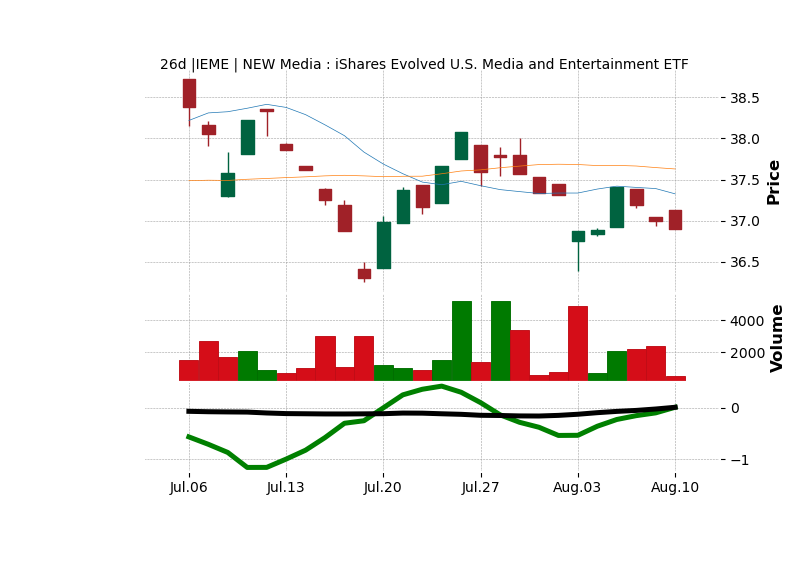 26d |IEME | NEW Media : iShares Evolved U.S. Media and Entertainment ETF
38.5
38.0
37.5
37.0
36.5
Price
4000
2000
Volume
0
−1
Jul.06 Jul.13 Jul.20 Jul.27 Aug.03 Aug.10